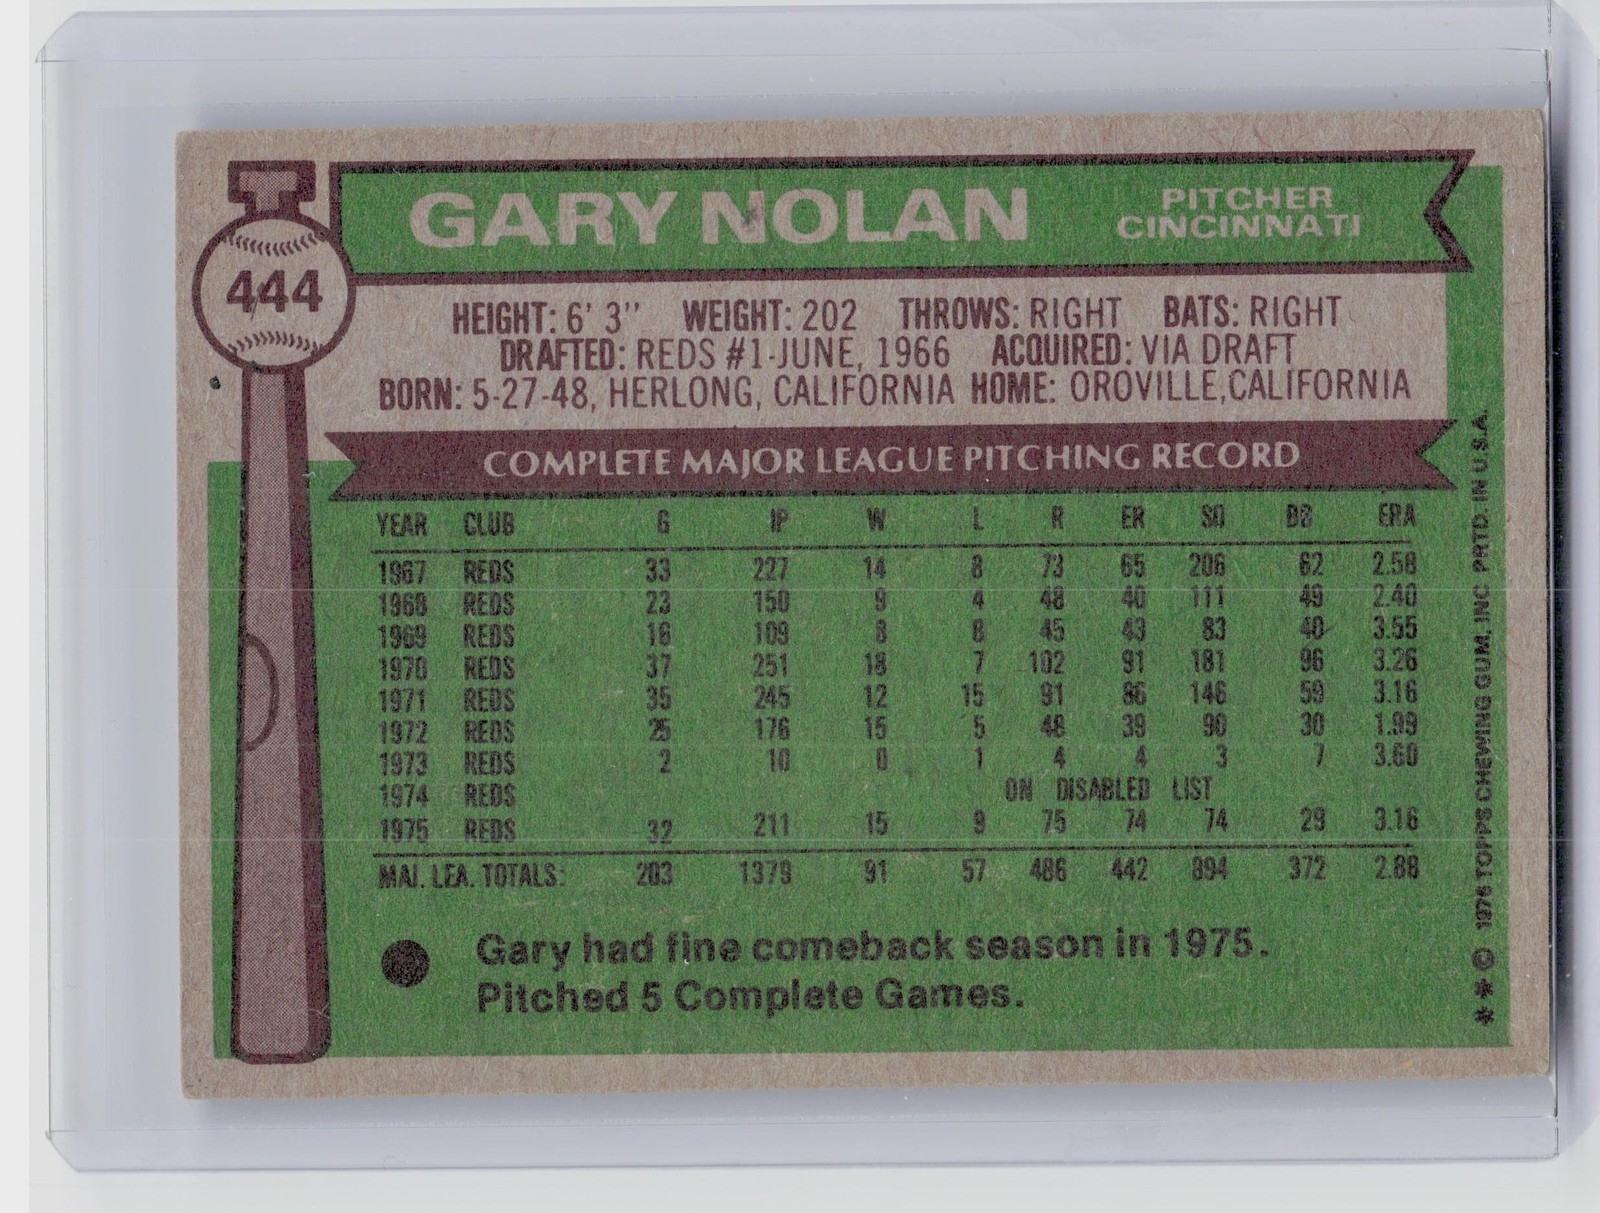 GARY NOLAN
PITCHER
CINCINNATI
444
HEIGHT: 6' 3" WEIGHT: 202 THROWS: RIGHT BATS: RIGHT
DRAFTED: REDS #1-JUNE, 1966 ACQUIRED: VIA DRAFT
BORN: 5-27-48, HERLONG, CALIFORNIA HOME: OROVILLE,CALIFORNIA
COMPLETE MAJOR LEAGUE PITCHING RECORD
YEAR CLUB G IP W L R ER SO BB ERA
1967 REDS 33 227 14 8 73 65 206 62 2.58
1968 REDS 23 150 9 4 48 40 111 49 2.40
1969 REDS 16 109 8 8 45 43 83 40 3.55
1970 REDS 37 251 18 7 102 91 181 96 3.26
1971 REDS 35 245 12 15 91 86 146 59 3.16
1972 REDS 25 176 15 5 48 39 90 30 1.99
1973 REDS 2 10 0 1 4 4 3 7 3.60
1974 REDS ON DISABLED LIST
1975 REDS 32 211 15 9 75 74 74 29 3.16
MAJ. LEA. TOTALS: 203 1379 91 57 486 442 894 372 2.88
Gary had fine comeback season in 1975.
Pitched 5 Complete Games.
** © 1976 TOPPS CHEWING GUM, INC PRTD. IN U.S.A.